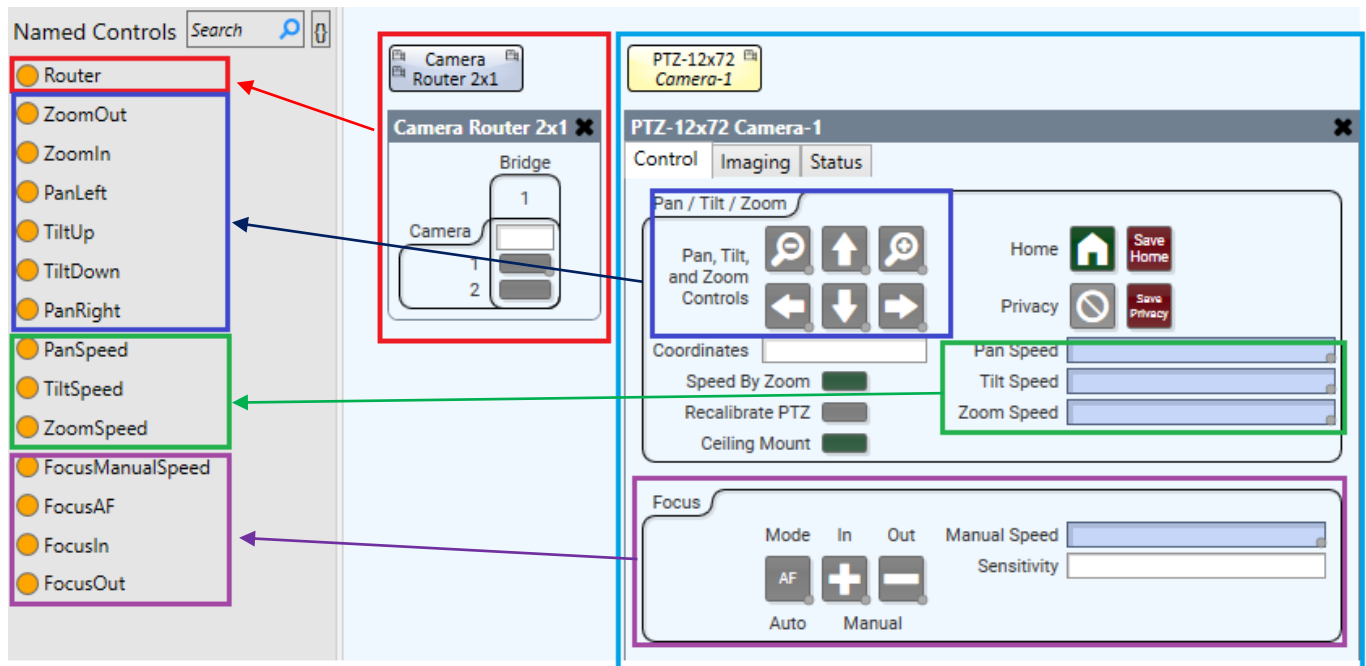 Named Controls Search {}
Router
ZoomOut
ZoomIn
PanLeft
TiltUp
TiltDown
PanRight
PanSpeed
TiltSpeed
ZoomSpeed
FocusManualSpeed
FocusAF
FocusIn
FocusOut
Camera
Router 2x1
Camera Router 2x1
Bridge
1
Camera
1
2
PTZ-12x72
Camera-1
PTZ-12x72 Camera-1
Control Imaging Status
Pan / Tilt / Zoom
Pan, Tilt,
and Zoom
Controls
Home
Save
Home
Privacy
Save
Privacy
Coordinates
Pan Speed
Speed By Zoom
Tilt Speed
Recalibrate PTZ
Zoom Speed
Ceiling Mount
Focus
Mode In Out Manual Speed
Sensitivity
AF
Auto Manual